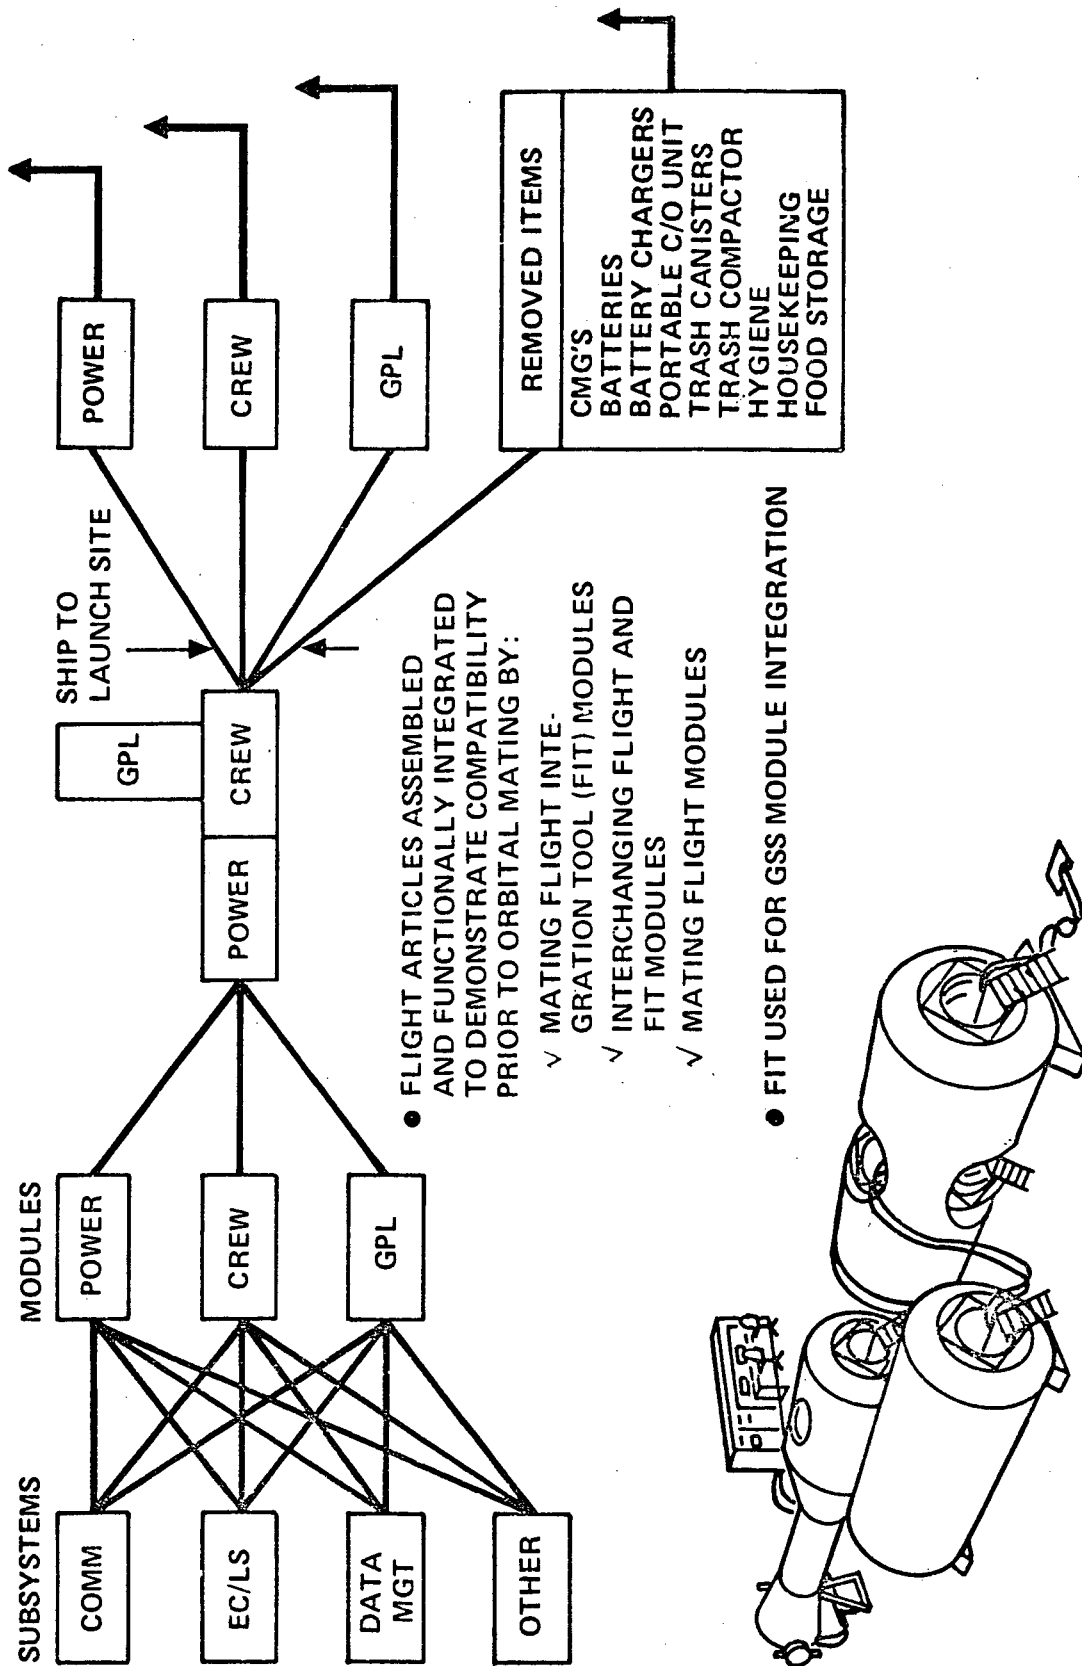 SUBSYSTEMS
COMM
EC/LS
DATA
MGT
OTHER
MODULES
POWER
CREW
GPL
POWER
CREW
GPL
SHIP TO
LAUNCH SITE
POWER
CREW
GPL
REMOVED ITEMS
CMG'S
BATTERIES
BATTERY CHARGERS
PORTABLE C/O UNIT
TRASH CANISTERS
TRASH COMPACTOR
HYGIENE
HOUSEKEEPING
FOOD STORAGE
● FLIGHT ARTICLES ASSEMBLED
AND FUNCTIONALLY INTEGRATED
TO DEMONSTRATE COMPATIBILITY
PRIOR TO ORBITAL MATING BY:
√ MATING FLIGHT INTE-
GRATION TOOL (FIT) MODULES
√ INTERCHANGING FLIGHT AND
FIT MODULES
√ MATING FLIGHT MODULES
● FIT USED FOR GSS MODULE INTEGRATION